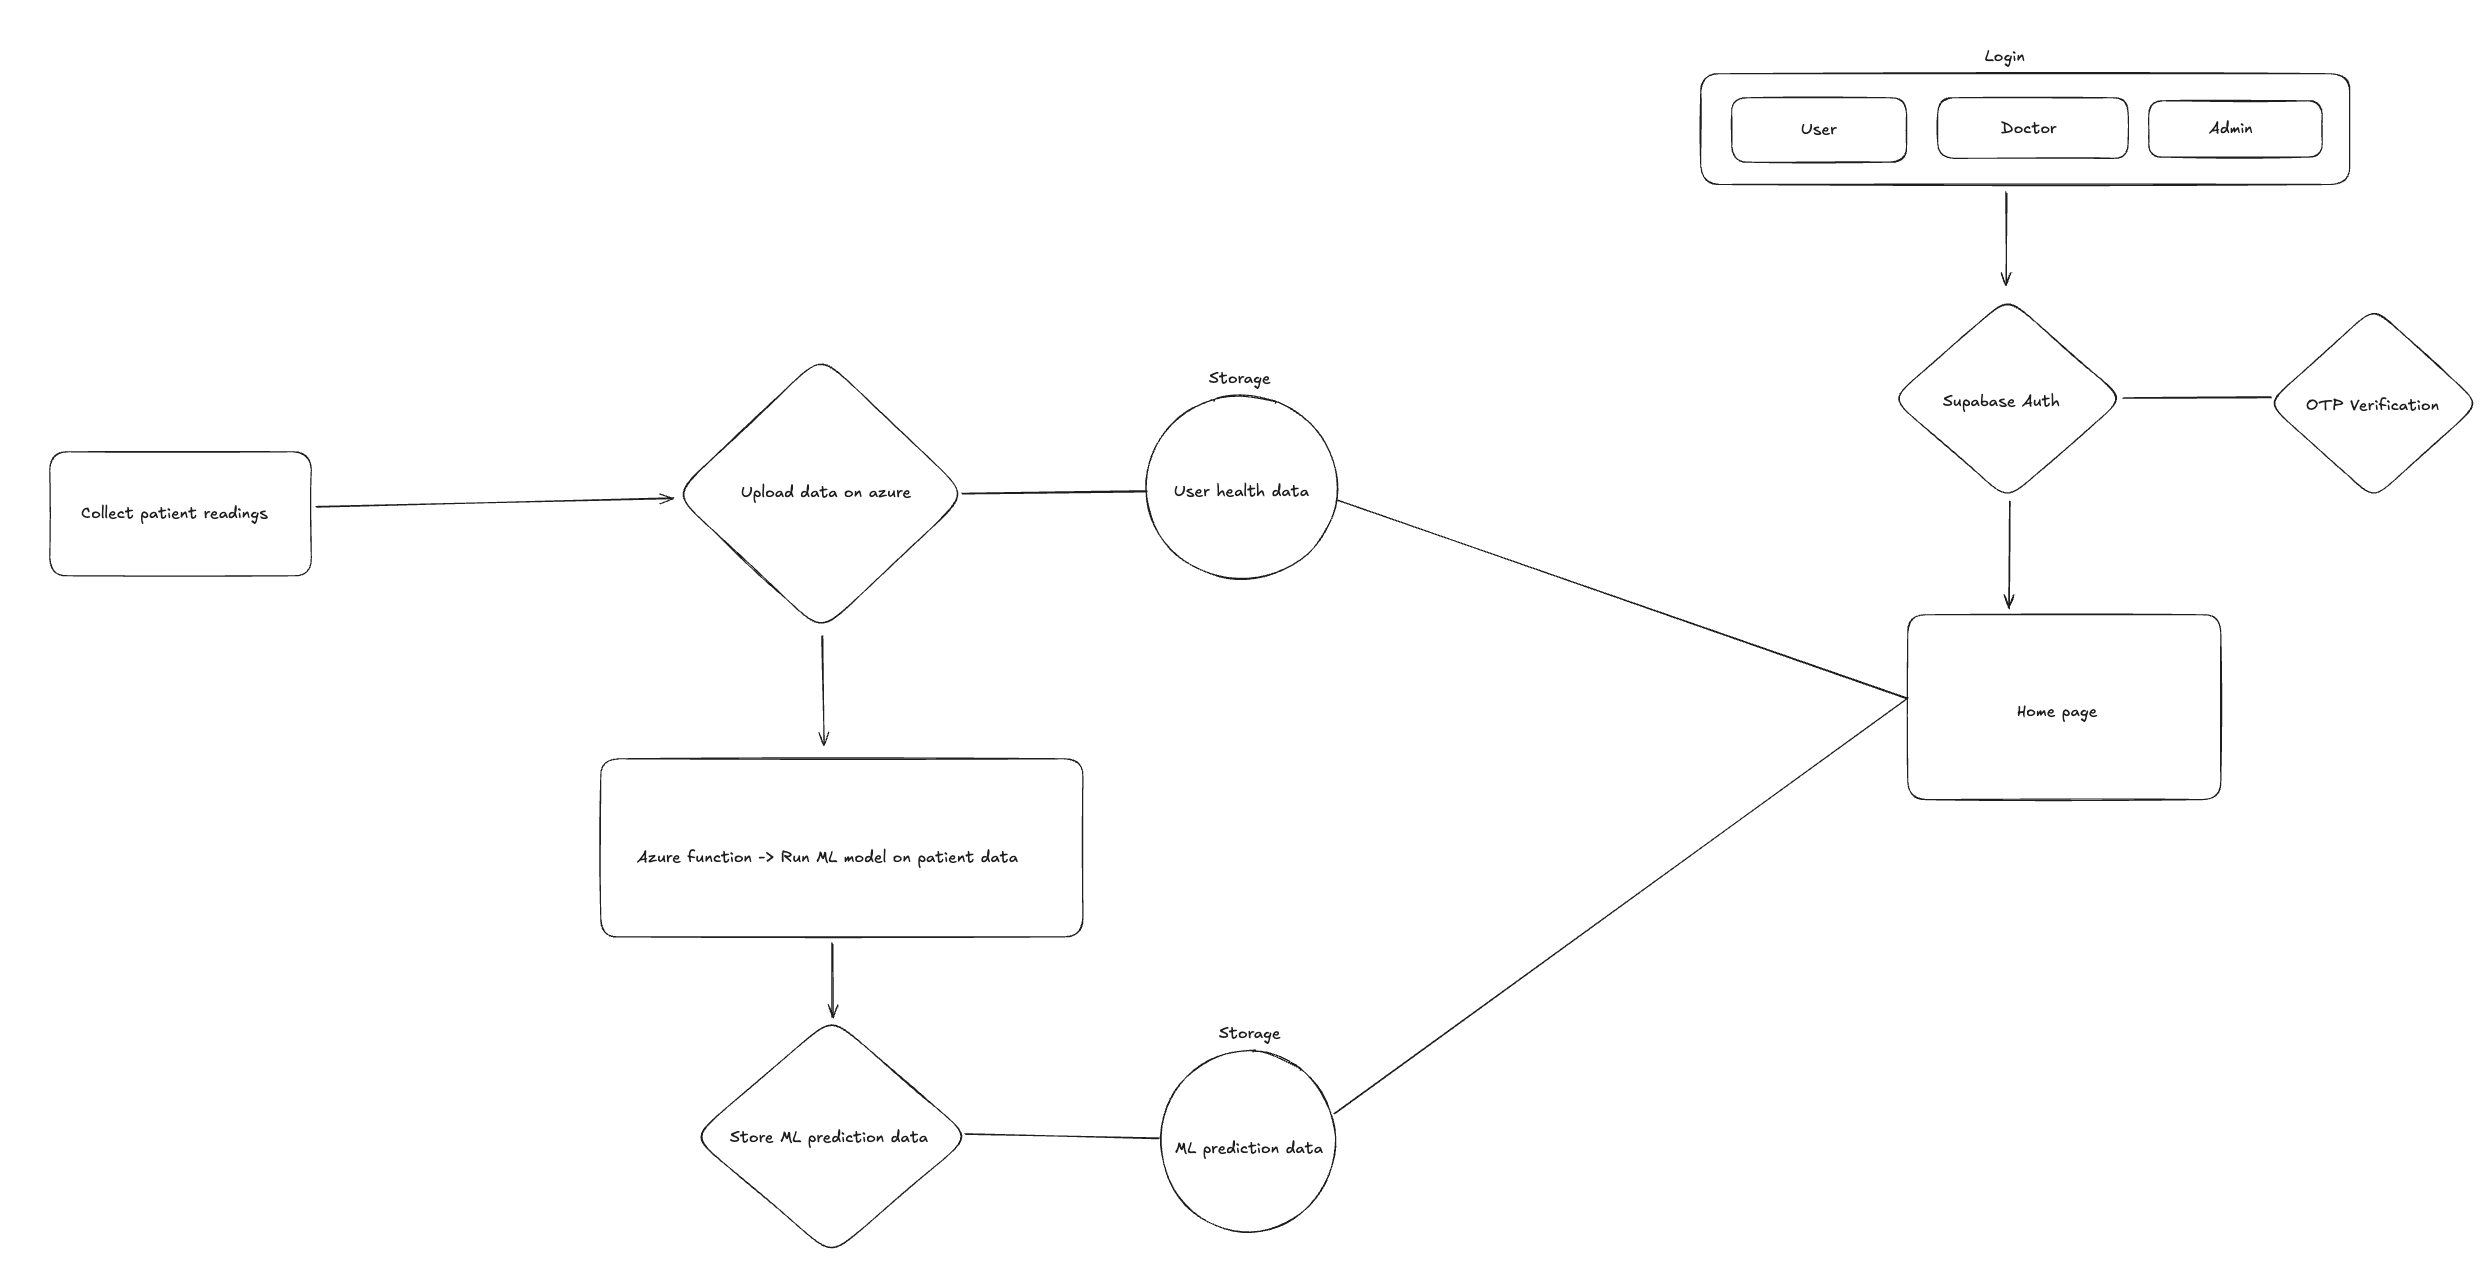 Login
User
Doctor
Admin
Supabase Auth
OTP Verification
Storage
User health data
Upload data on azure
Collect patient readings
Home page
Azure function -> Run ML model on patient data
Storage
Store ML prediction data
ML prediction data